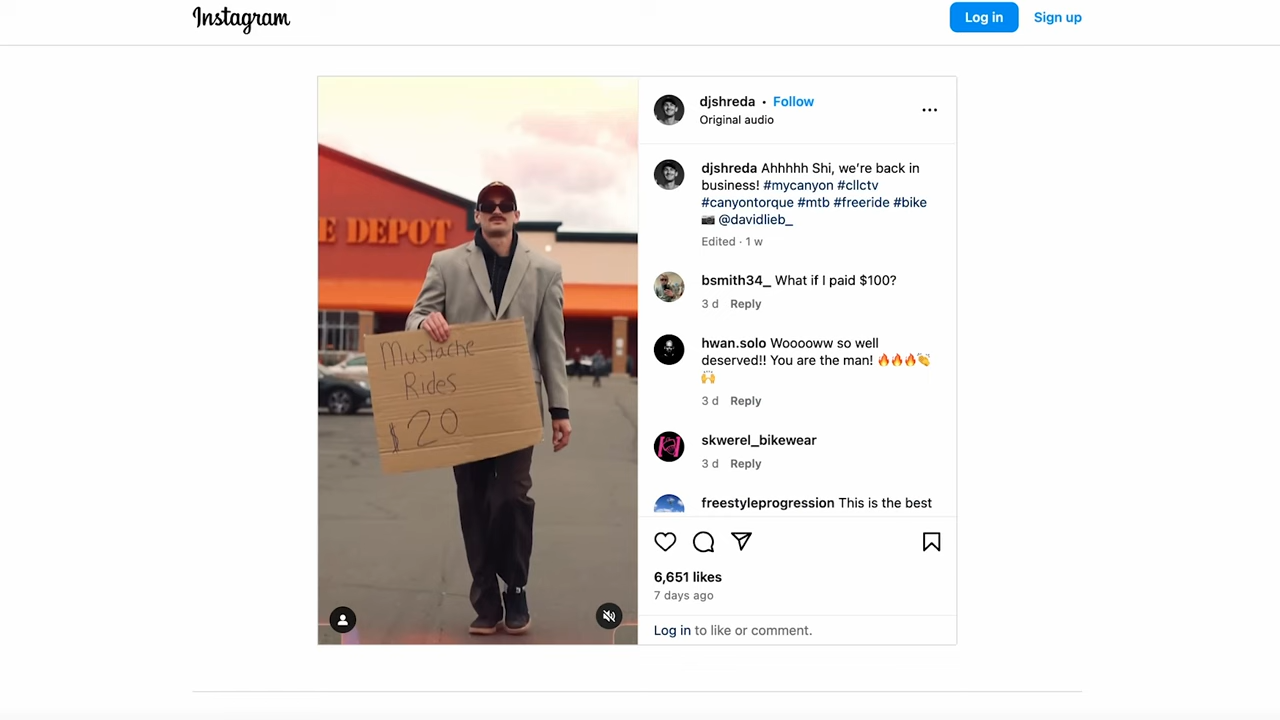 Instagram
Log in
Sign up
E DEPOT
Mustache
Rides
$20
djshreda • Follow
Original audio
djshreda Ahhhhh Shi, we’re back in
business! #mycanyon #cllctv
#canyontorque #mtb #freeride #bike
📷 @davidlieb_
Edited · 1 w
bsmith34_ What if I paid $100?
3 d Reply
hwan.solo Wooooww so well
deserved!! You are the man! 🔥🔥🔥👏
🙌
3 d Reply
skwerel_bikewear
3 d Reply
freestyleprogression This is the best
6,651 likes
7 days ago
Log in to like or comment.